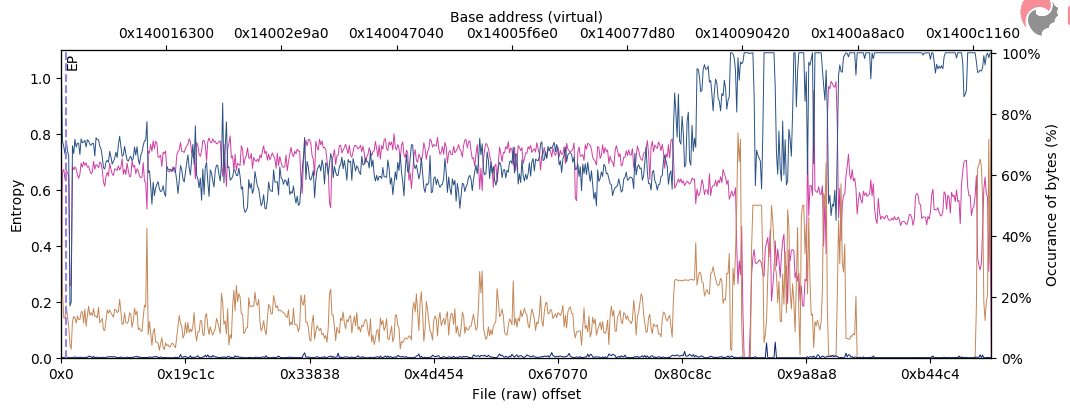 Base address (virtual)
0x140016300 0x14002e9a0 0x140047040 0x14005f6e0 0x140077d80 0x140090420 0x1400a8ac0 0x1400c1160
EP
1.0
0.8
0.6
0.4
0.2
0.0
Entropy
100%
80%
60%
40%
20%
0%
Occurance of bytes (%)
0x0 0x19c1c 0x33838 0x4d454 0x67070 0x80c8c 0x9a8a8 0xb44c4
File (raw) offset